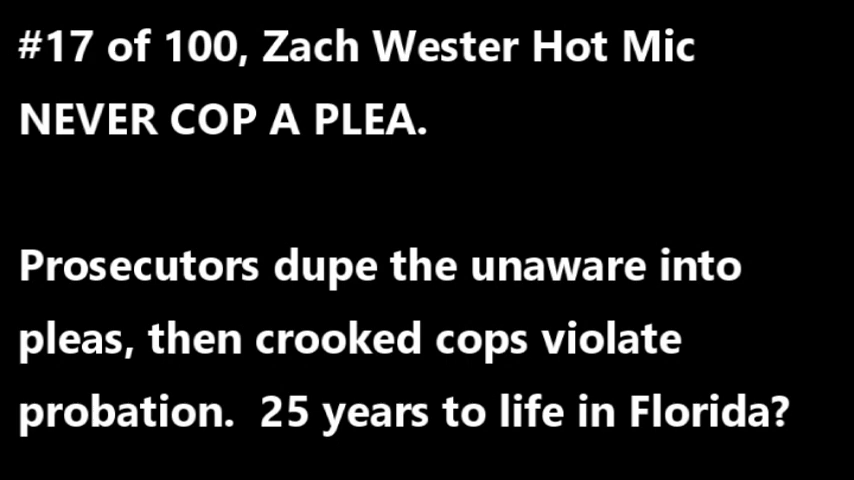 #17 of 100, Zach Wester Hot Mic
NEVER COP A PLEA.
Prosecutors dupe the unaware into
pleas, then crooked cops violate
probation.  25 years to life in Florida?